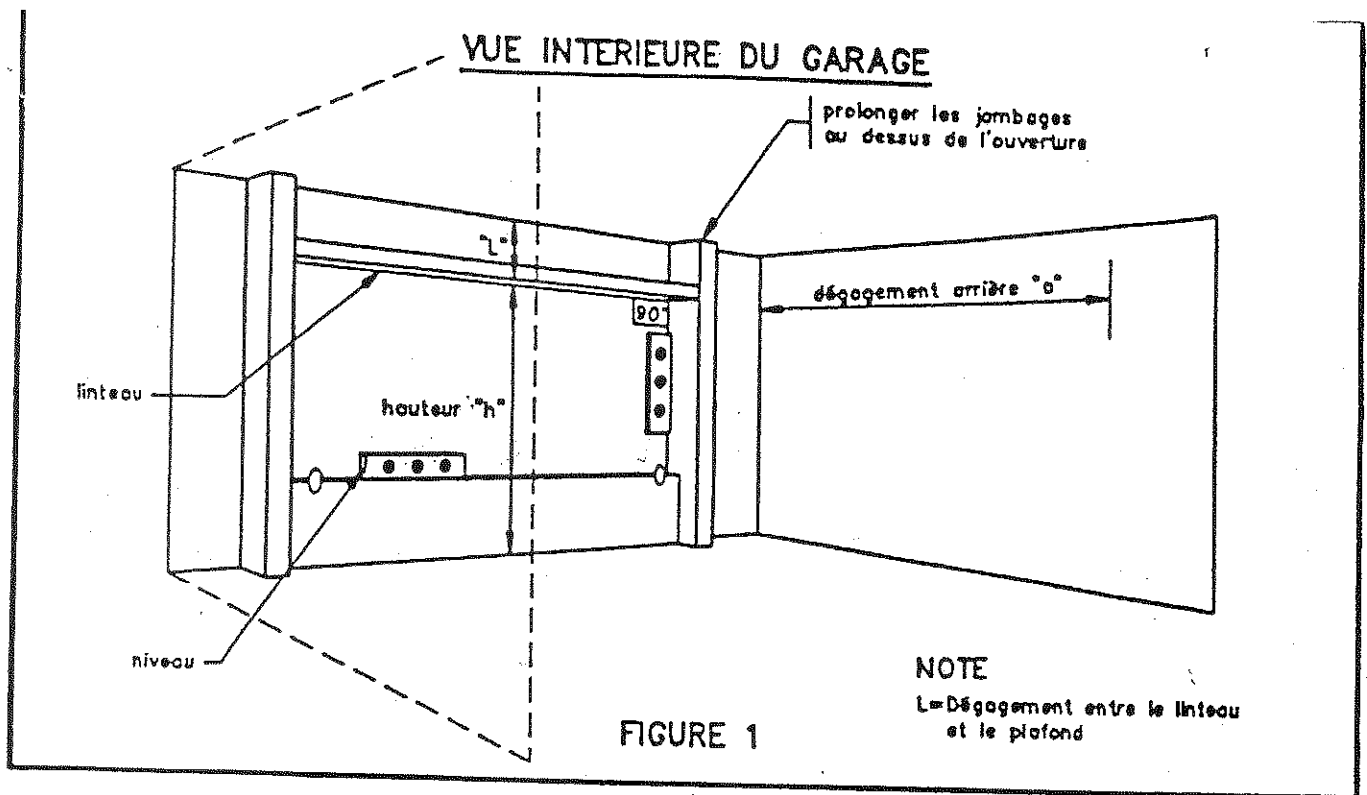 VUE INTERIEURE DU GARAGE
prolonger les jambages
au dessus de l'ouverture
"L"
dégagement arrière "a"
90°
linteau
hauteur "h"
niveau
NOTE
L=Dégagement entre le linteau
et le plafond
FIGURE 1